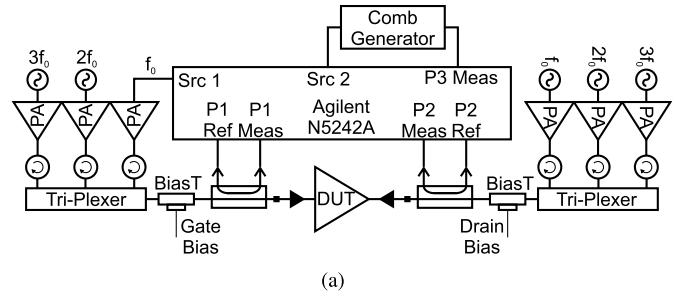 Comb
Generator
3f₀ 2f₀ f₀
Src 1 Src 2 P3 Meas
f₀ 2f₀ 3f₀
P1 P1 Agilent P2 P2
Ref Meas N5242A Meas Ref
PA PA PA
PA PA PA
Tri-Plexer BiasT
DUT
BiasT Tri-Plexer
Gate
Bias
Drain
Bias
(a)